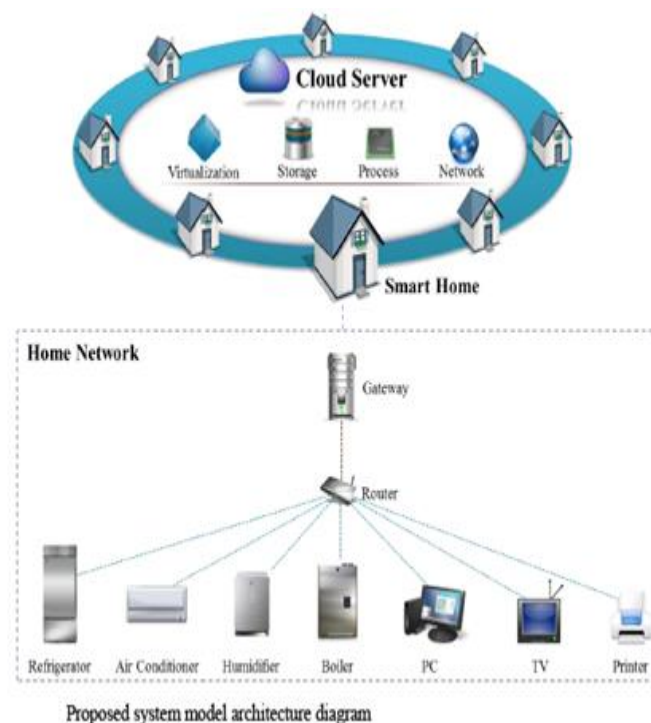 Cloud Server
Virtualization Storage Process Network
Smart Home
Home Network
Gateway
Router
Refrigerator Air Conditioner Humidifier Boiler PC TV Printer
Proposed system model architecture diagram